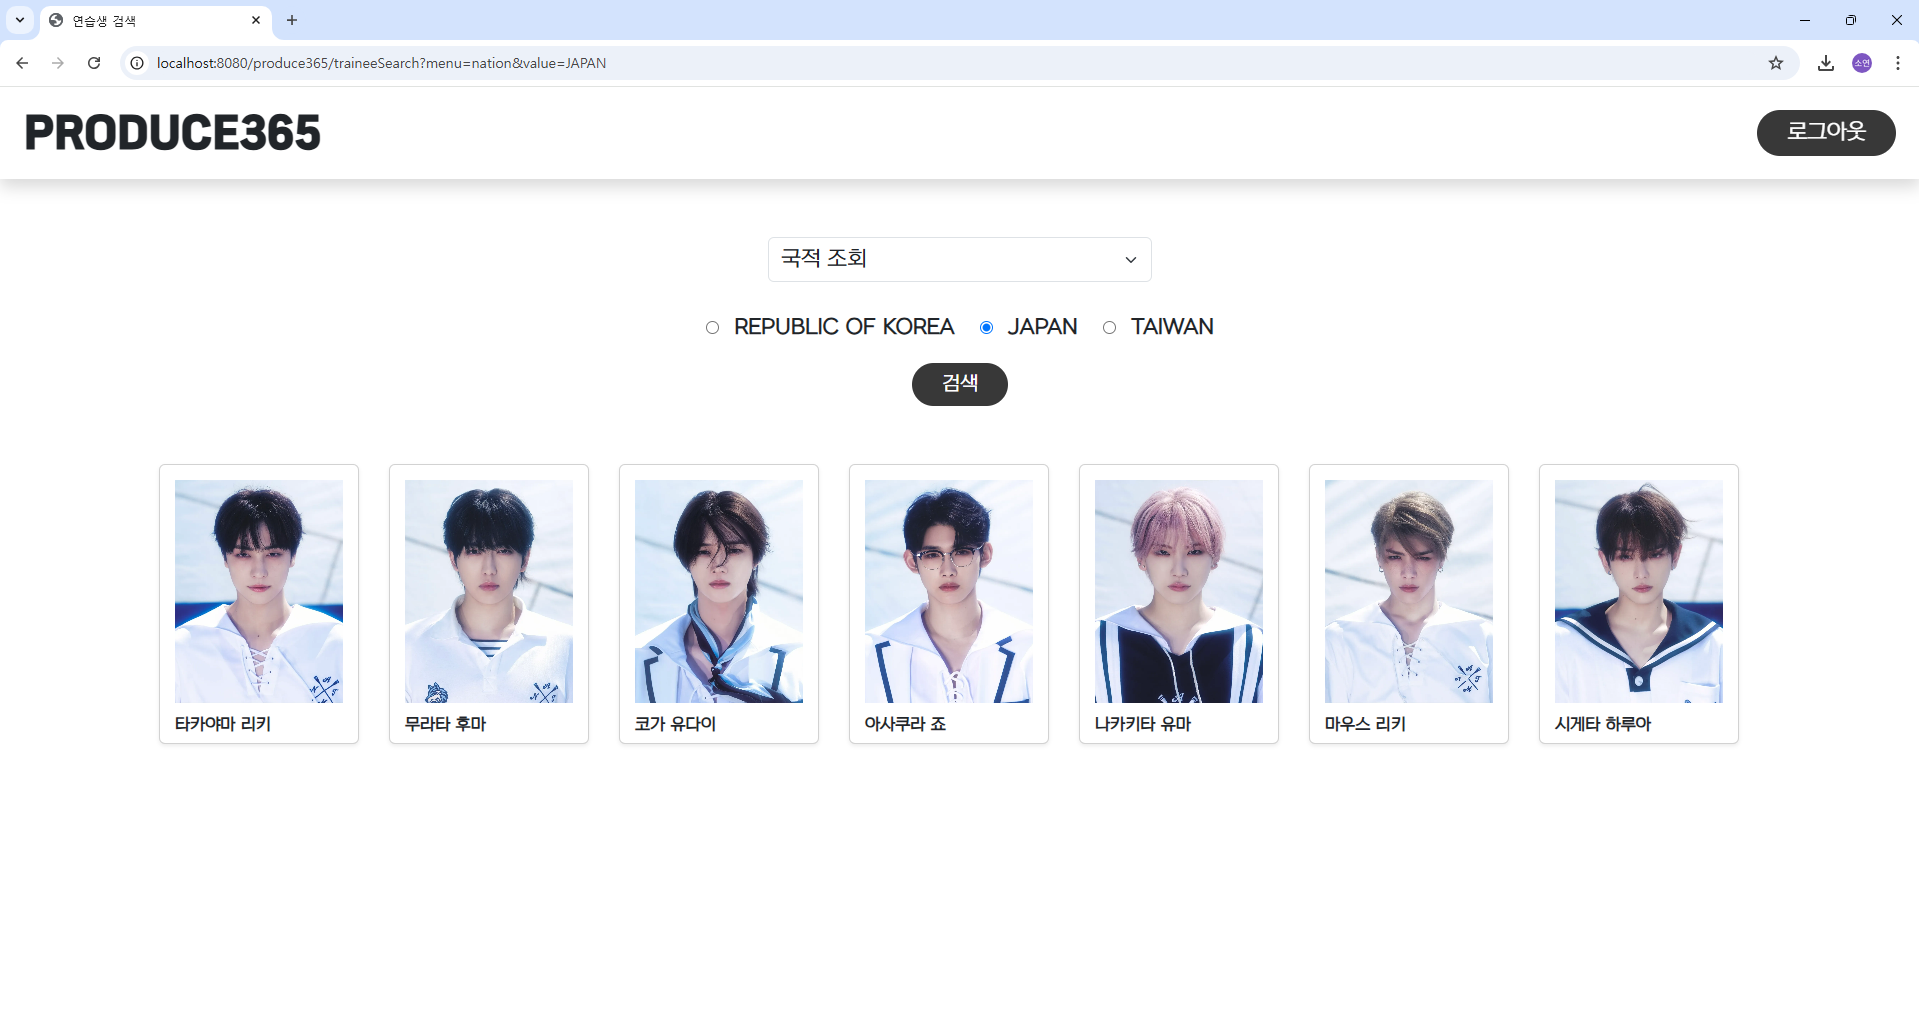 연습생 검색
localhost:8080/produce365/traineeSearch?menu=nation&value=JAPAN
소연
PRODUCE365
로그아웃
국적 조회
REPUBLIC OF KOREA JAPAN TAIWAN
검색
타카야마 리키
무라타 후마
코가 유다이
아사쿠라 죠
나카키타 유마
마우스 리키
시게타 하루아